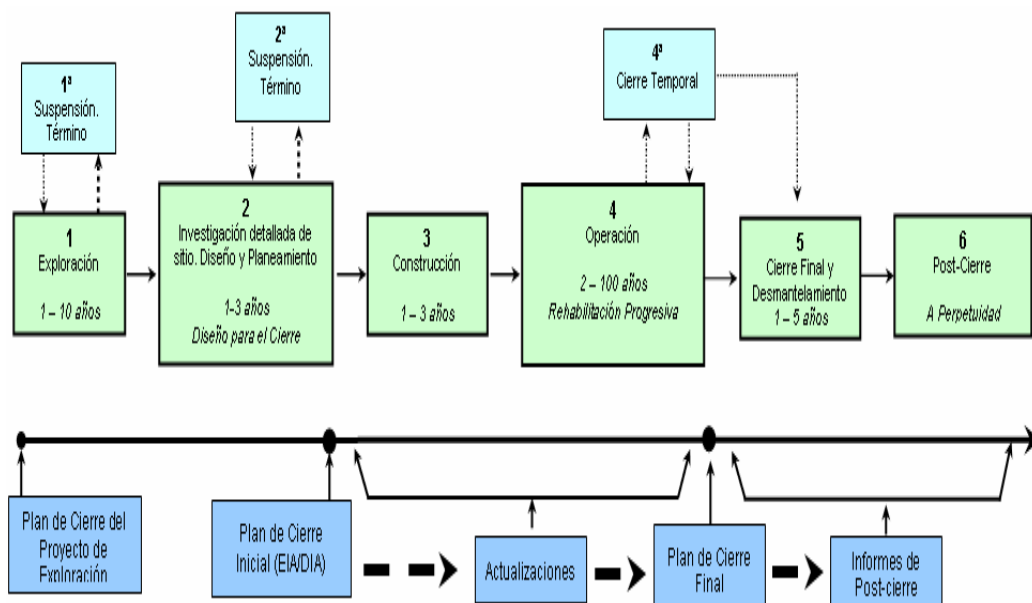 1ª
Suspensión.
Término
2ª
Suspensión.
Término
4ª
Cierre Temporal
1
Exploración
1 – 10 años
2
Investigación detallada de
sitio. Diseño y Planeamiento
1-3 años
Diseño para el Cierre
3
Construcción
1 – 3 años
4
Operación
2 – 100 años
Rehabilitación Progresiva
5
Cierre Final y
Desmantelamiento
1 – 5 años
6
Post-Cierre
A Perpetuidad
Plan de Cierre del
Proyecto de
Exploración
Plan de Cierre
Inicial (EIA/DIA)
Actualizaciones
Plan de Cierre
Final
Informes de
Post-cierre